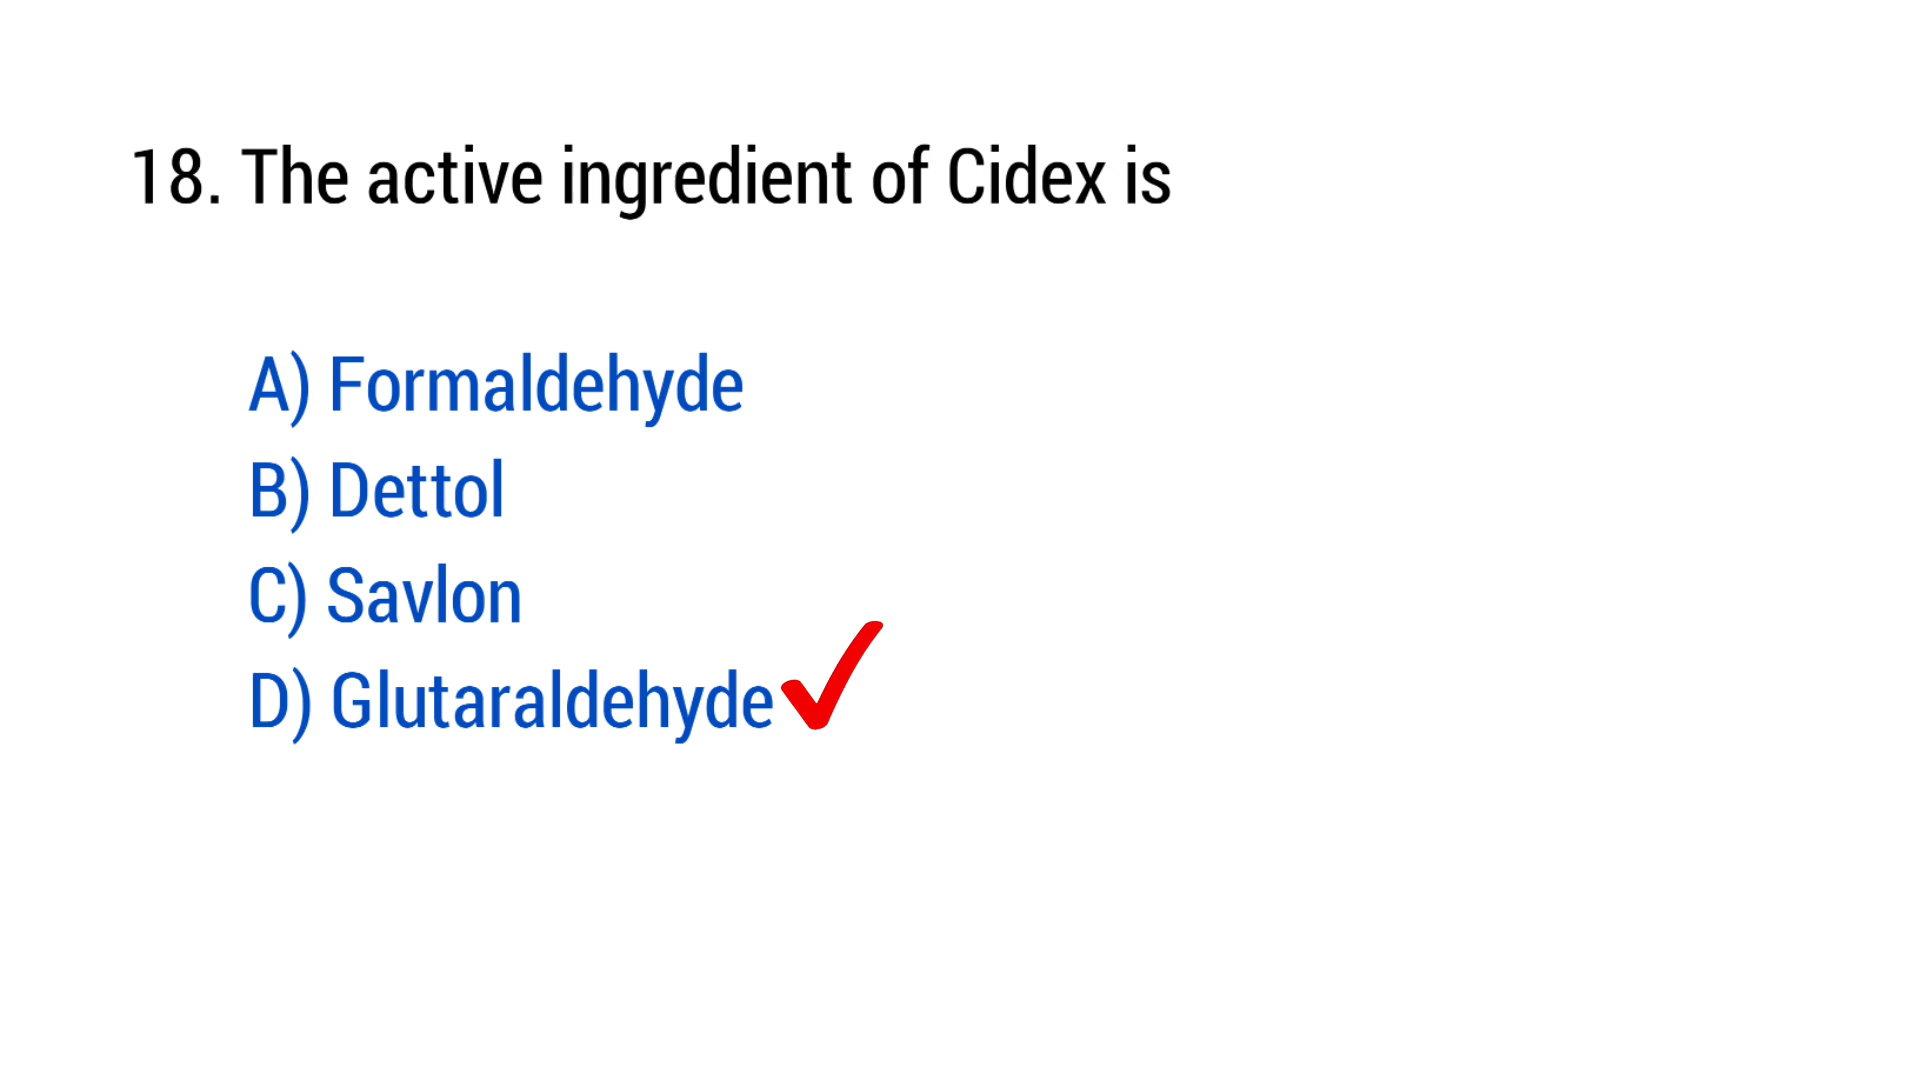 18. The active ingredient of Cidex is
A) Formaldehyde
B) Dettol
C) Savlon
D) Glutaraldehyde